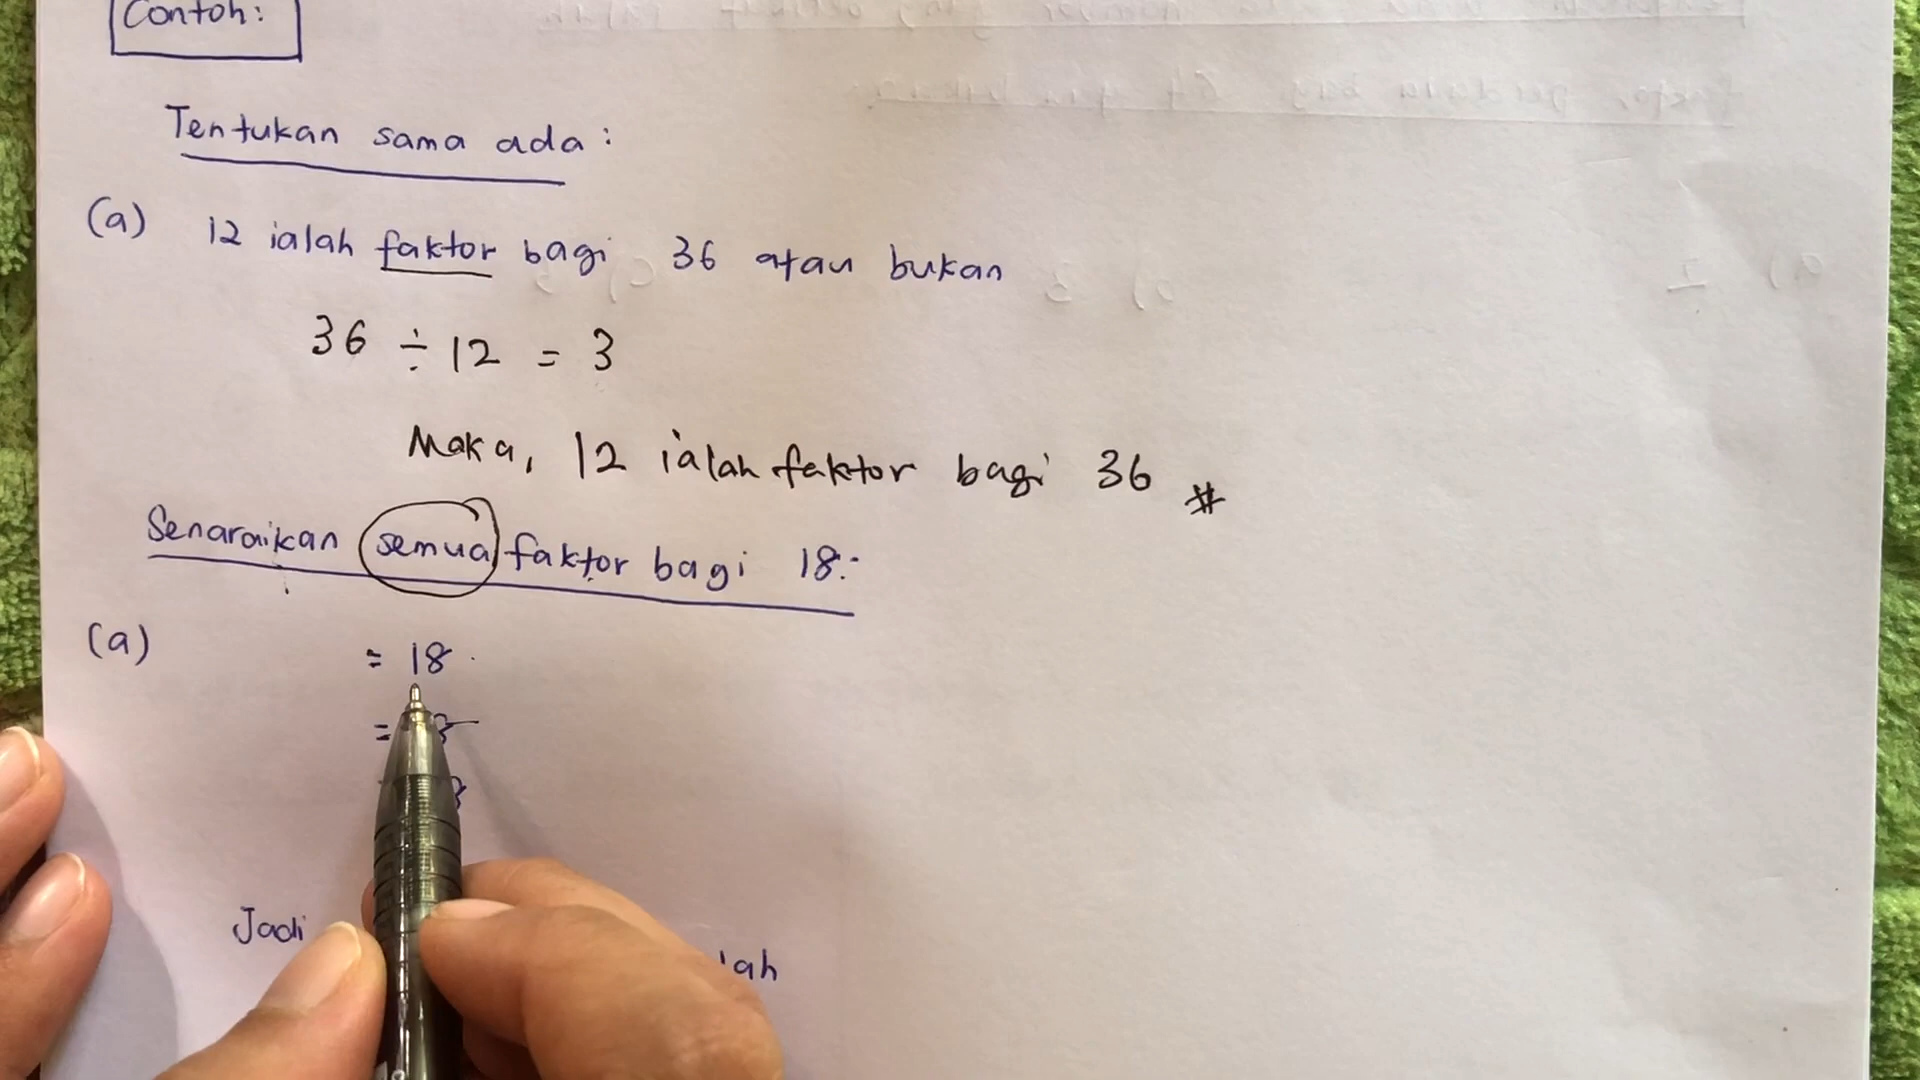 Contoh:
Tentukan sama ada:
(a) 12 ialah faktor bagi 36 atau bukan
36 ÷ 12 = 3
Maka, 12 ialah faktor bagi 36 #
Senaraikan semua faktor bagi 18:-
(a) = 18
=
Jadi